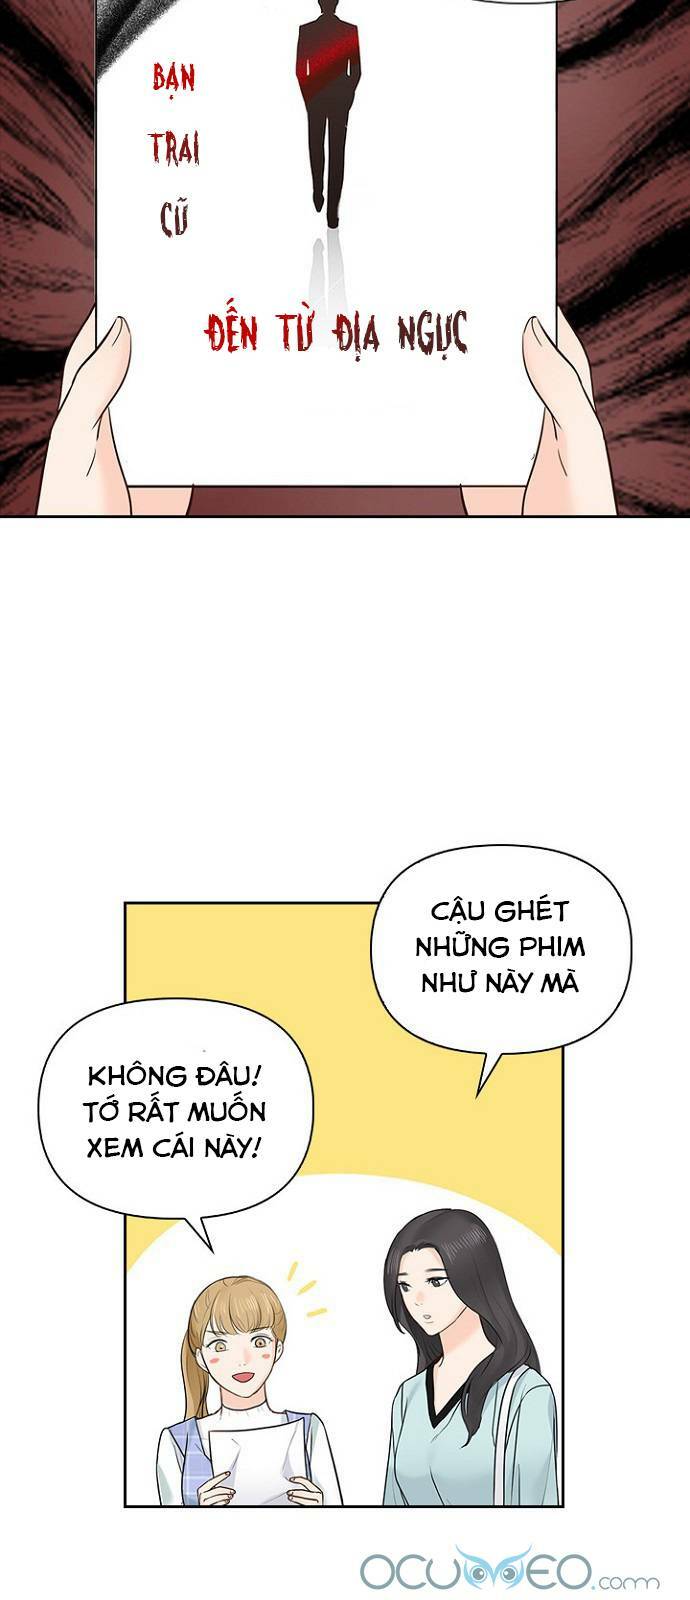 BẠN
TRAI
CŨ
ĐẾN TỪ ĐỊA NGỤC
CẬU GHÉT
NHỮNG PHIM
NHƯ NÀY MÀ
KHÔNG ĐÂU!
TỚ RẤT MUỐN
XEM CÁI NÀY!
OCUMEO.com